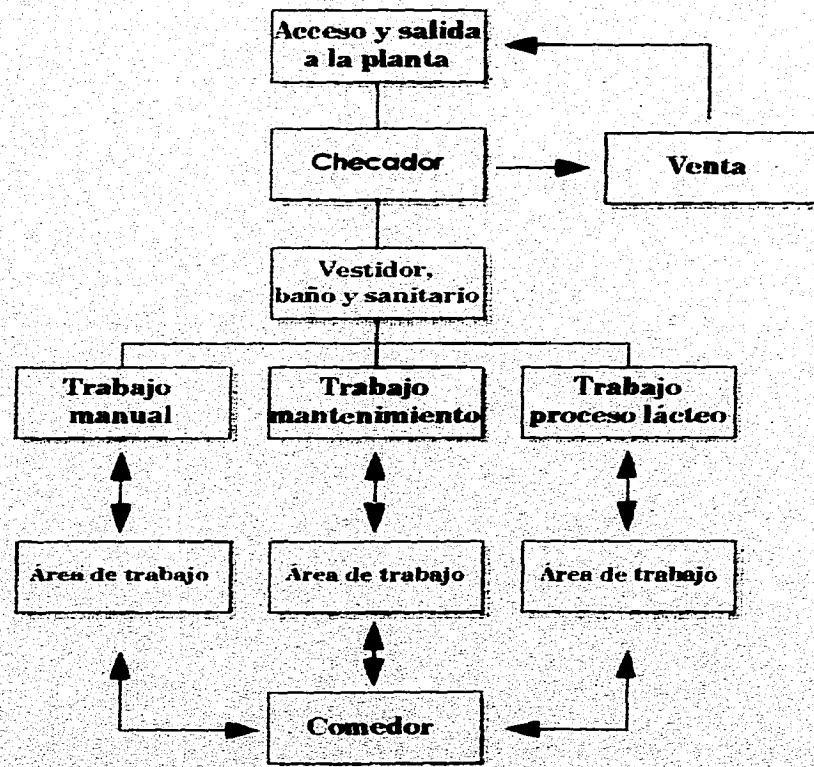 Acceso y salida
a la planta
Checador
Venta
Vestidor,
baño y sanitario
Trabajo
manual
Trabajo
mantenimiento
Trabajo
proceso lácteo
Área de trabajo
Área de trabajo
Área de trabajo
Comedor